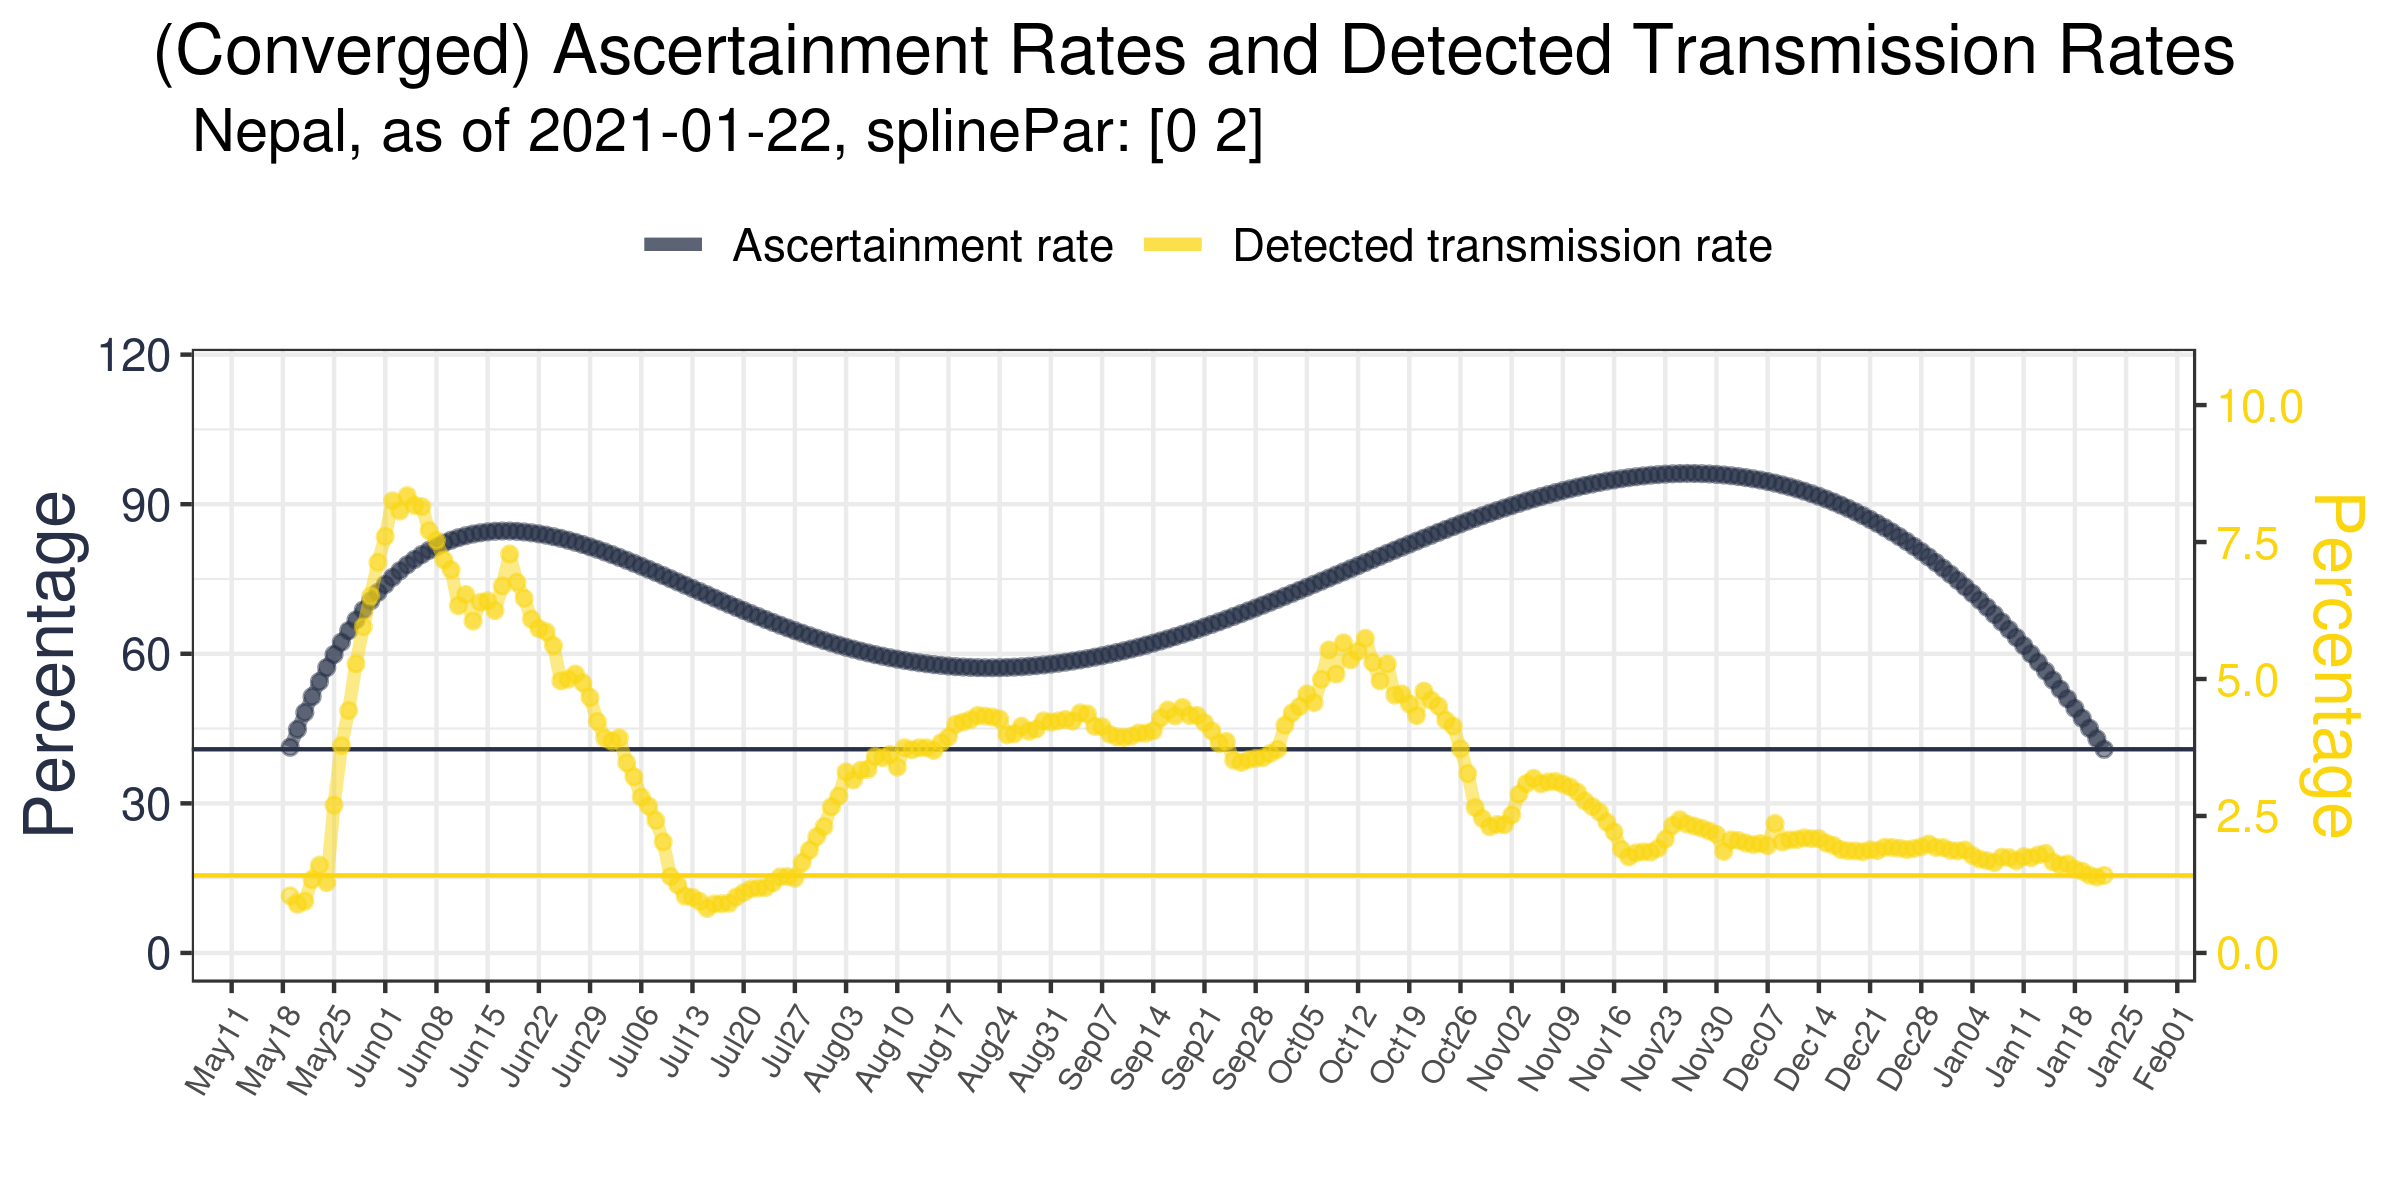 (Converged) Ascertainment Rates and Detected Transmission Rates
Nepal, as of 2021-01-22, splinePar: [0 2]
Ascertainment rate
Detected transmission rate
Percentage
120
90
60
30
0
10.0
7.5
5.0
2.5
0.0
Percentage
May11
May18
May25
Jun01
Jun08
Jun15
Jun22
Jun29
Jul06
Jul13
Jul20
Jul27
Aug03
Aug10
Aug17
Aug24
Aug31
Sep07
Sep14
Sep21
Sep28
Oct05
Oct12
Oct19
Oct26
Nov02
Nov09
Nov16
Nov23
Nov30
Dec07
Dec14
Dec21
Dec28
Jan04
Jan11
Jan18
Jan25
Feb01